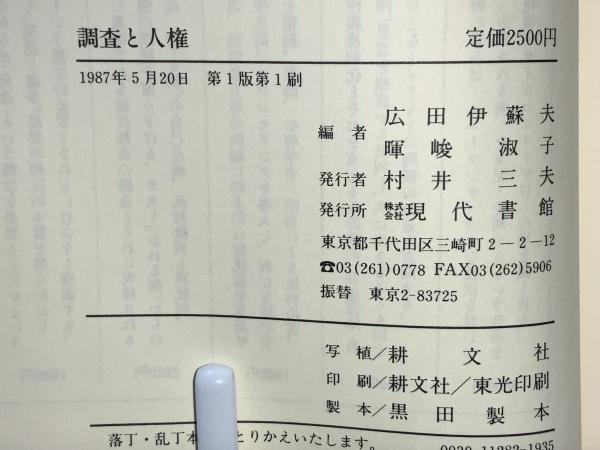 調査と人権 定価2500円
1987年5月20日 第1版第1刷
編者 広田伊蘇夫
暉峻淑子
発行者 村井三夫
発行所 株式会社現代書館
東京都千代田区三崎町2-2-12
☎03(261)0778 FAX03(262)5906
振替 東京2-83725
写植/耕文社
印刷/耕文社/東光印刷
製本/黒田製本
落丁・乱丁本 とりかえいたします。